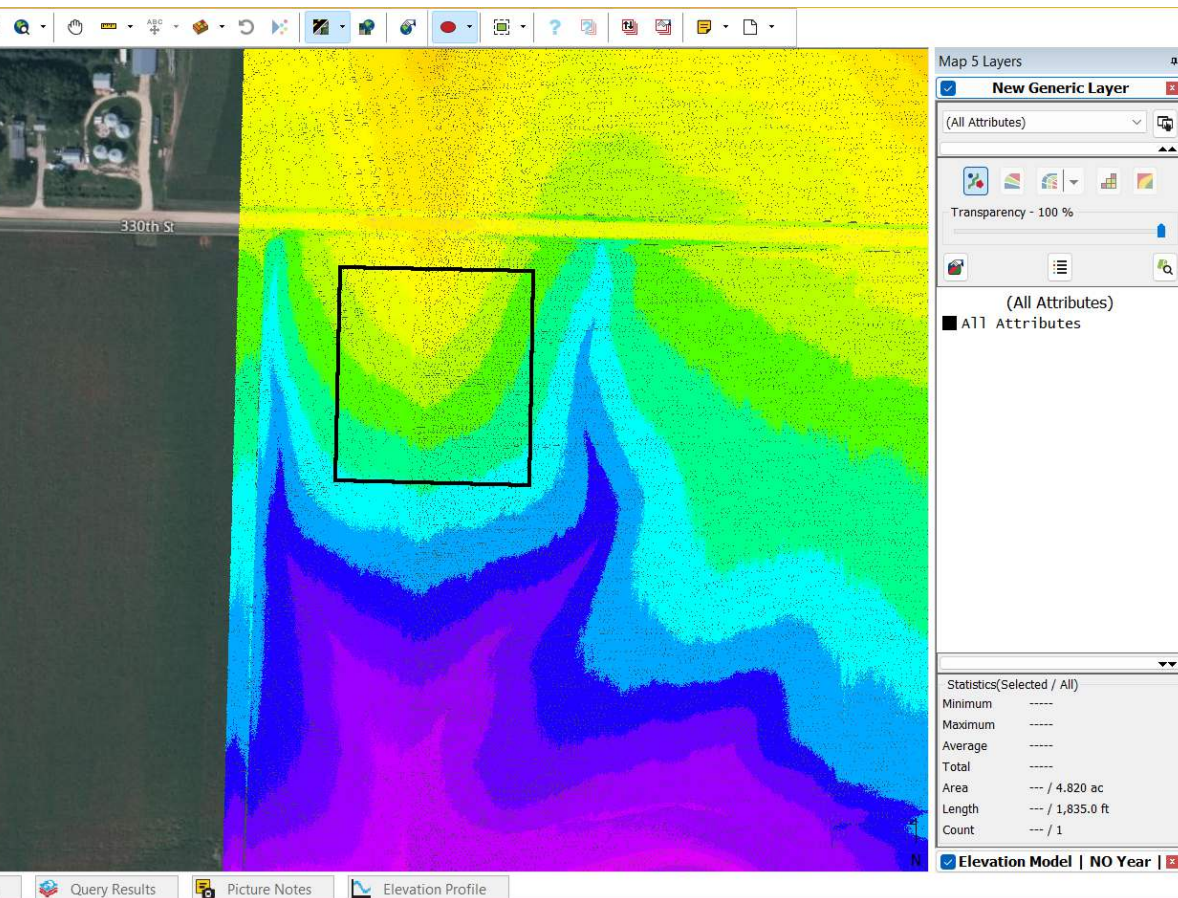 ABC
Map 5 Layers
New Generic Layer
(All Attributes)
Transparency - 100 %
330th St
(All Attributes)
All Attributes
Statistics(Selected / All)
Minimum -----
Maximum -----
Average -----
Total -----
Area --- / 4.820 ac
Length --- / 1,835.0 ft
Count --- / 1
N
Elevation Model | NO Year |
Query Results
Picture Notes
Elevation Profile